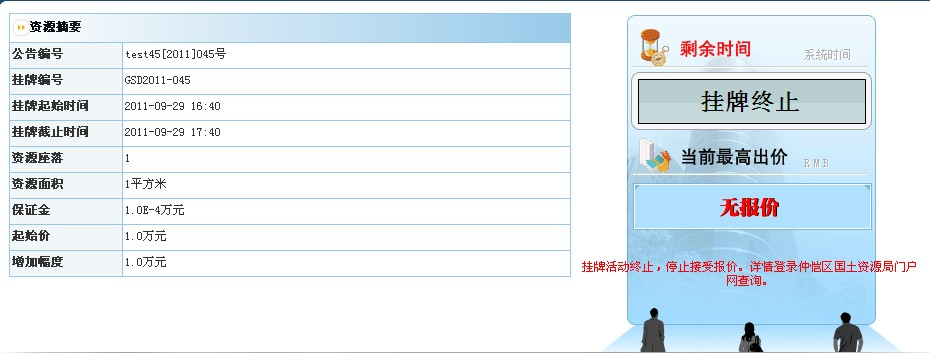 资源摘要
公告编号 test45[2011]045号
挂牌编号 GSD2011-045
挂牌起始时间 2011-09-29 16:40
挂牌截止时间 2011-09-29 17:40
资源座落 1
资源面积 1平方米
保证金 1.0E-4万元
起始价 1.0万元
增加幅度 1.0万元
剩余时间 系统时间
挂牌终止
当前最高出价 RMB
无报价
挂牌活动终止，停止接受报价。详情登录仲恺区国土资源局门户
网查询。